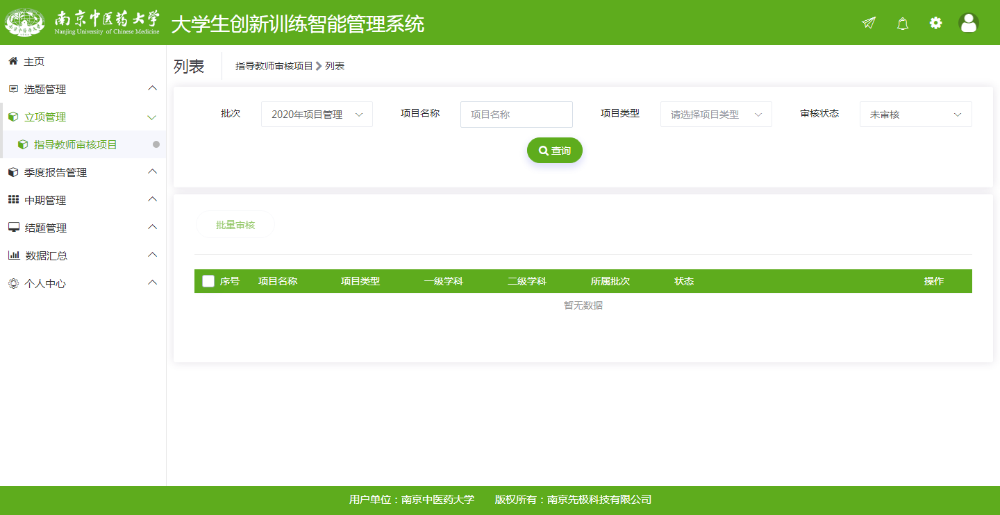 南京中医药大学
Nanjing University of Chinese Medicine
大学生创新训练智能管理系统
主页
选题管理
立项管理
指导教师审核项目
季度报告管理
中期管理
结题管理
数据汇总
个人中心
列表
指导教师审核项目 列表
批次 2020年项目管理 项目名称 项目名称 项目类型 请选择项目类型 审核状态 未审核
查询
批量审核
序号 项目名称 项目类型 一级学科 二级学科 所属批次 状态 操作
暂无数据
用户单位：南京中医药大学 版权所有：南京先极科技有限公司